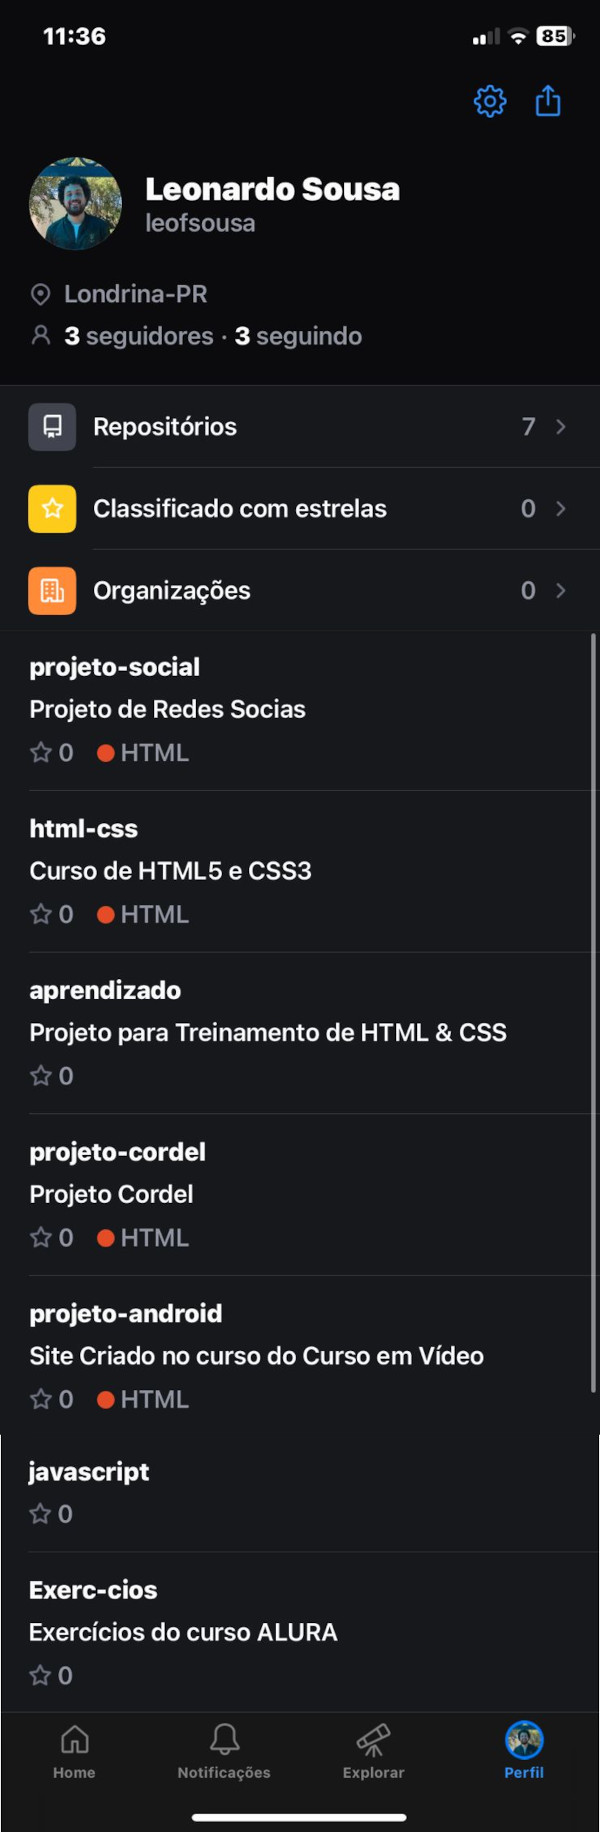 11:36
85
Leonardo Sousa
leofsousa
Londrina-PR
3 seguidores · 3 seguindo
Repositórios 7
Classificado com estrelas 0
Organizações 0
projeto-social
Projeto de Redes Socias
0 HTML
html-css
Curso de HTML5 e CSS3
0 HTML
aprendizado
Projeto para Treinamento de HTML & CSS
0
projeto-cordel
Projeto Cordel
0 HTML
projeto-android
Site Criado no curso do Curso em Vídeo
0 HTML
javascript
0
Exerc-cios
Exercícios do curso ALURA
0
Home Notificações Explorar Perfil